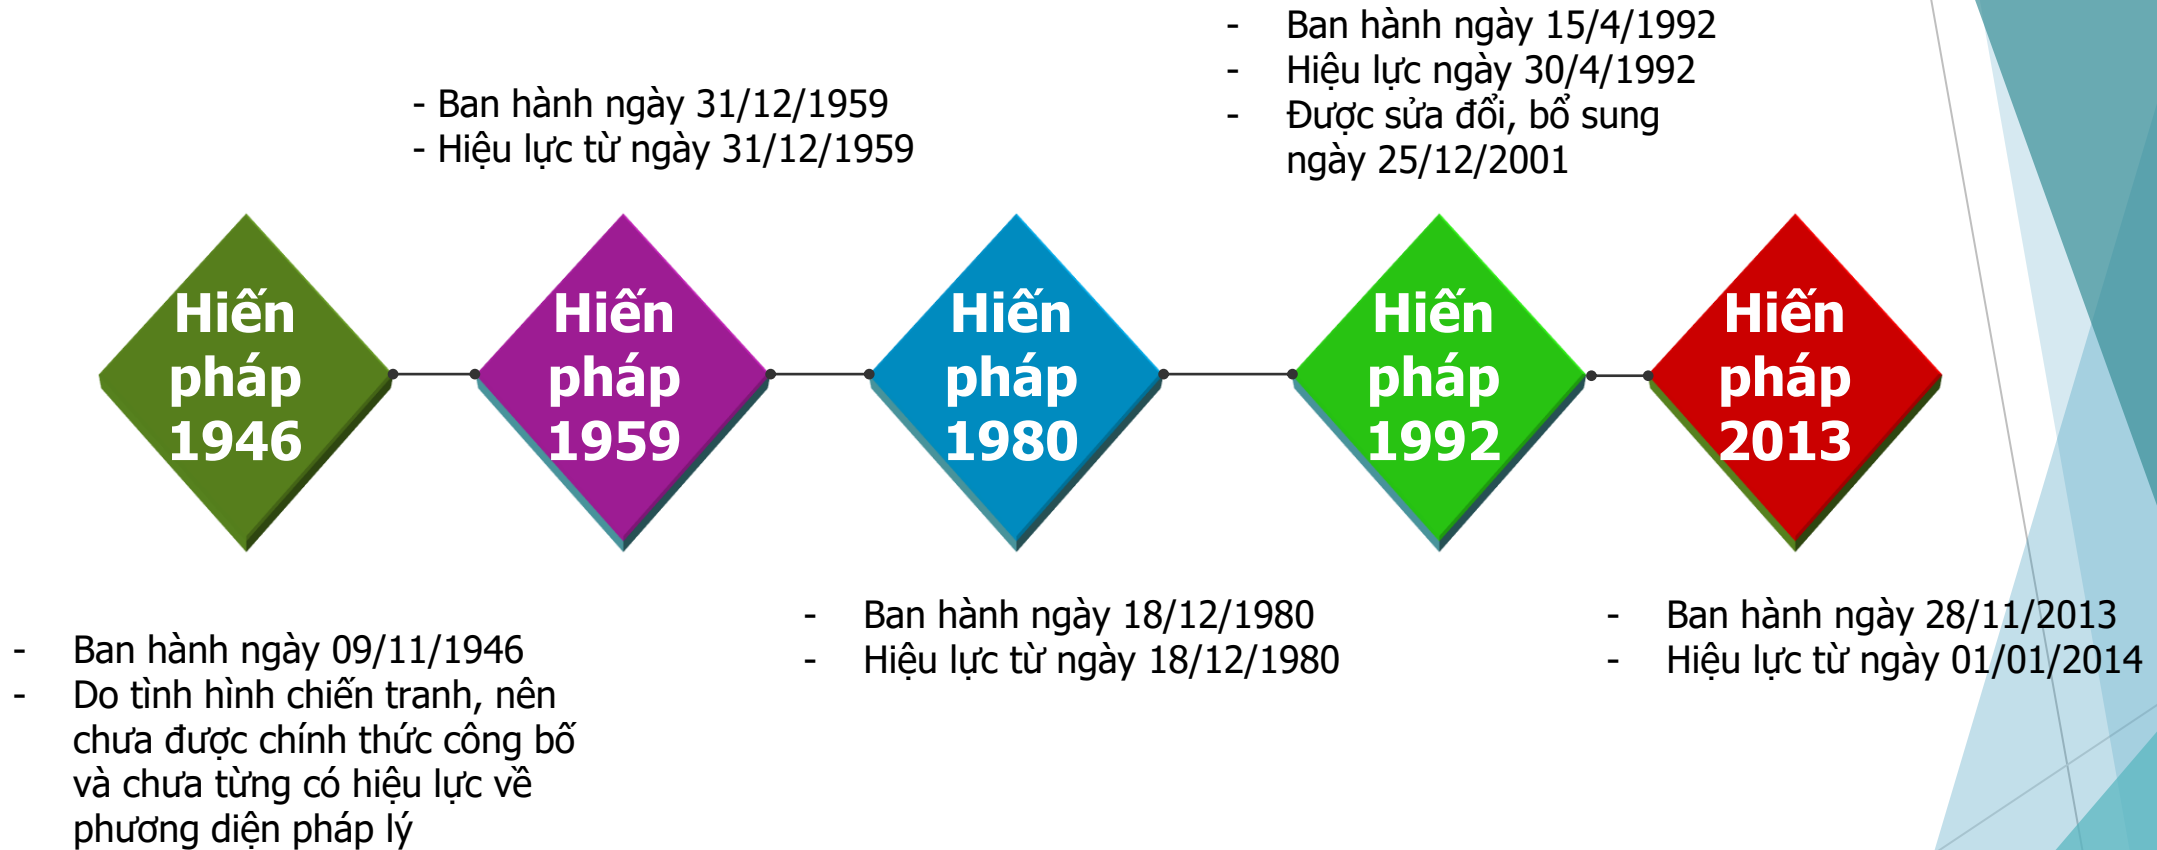 - Ban hành ngày 15/4/1992
- Hiệu lực ngày 30/4/1992
- Được sửa đổi, bổ sung
ngày 25/12/2001
- Ban hành ngày 31/12/1959
- Hiệu lực từ ngày 31/12/1959
Hiến
pháp
1946
Hiến
pháp
1959
Hiến
pháp
1980
Hiến
pháp
1992
Hiến
pháp
2013
- Ban hành ngày 09/11/1946
- Do tình hình chiến tranh, nên
chưa được chính thức công bố
và chưa từng có hiệu lực về
phương diện pháp lý
- Ban hành ngày 18/12/1980
- Hiệu lực từ ngày 18/12/1980
- Ban hành ngày 28/11/2013
- Hiệu lực từ ngày 01/01/2014